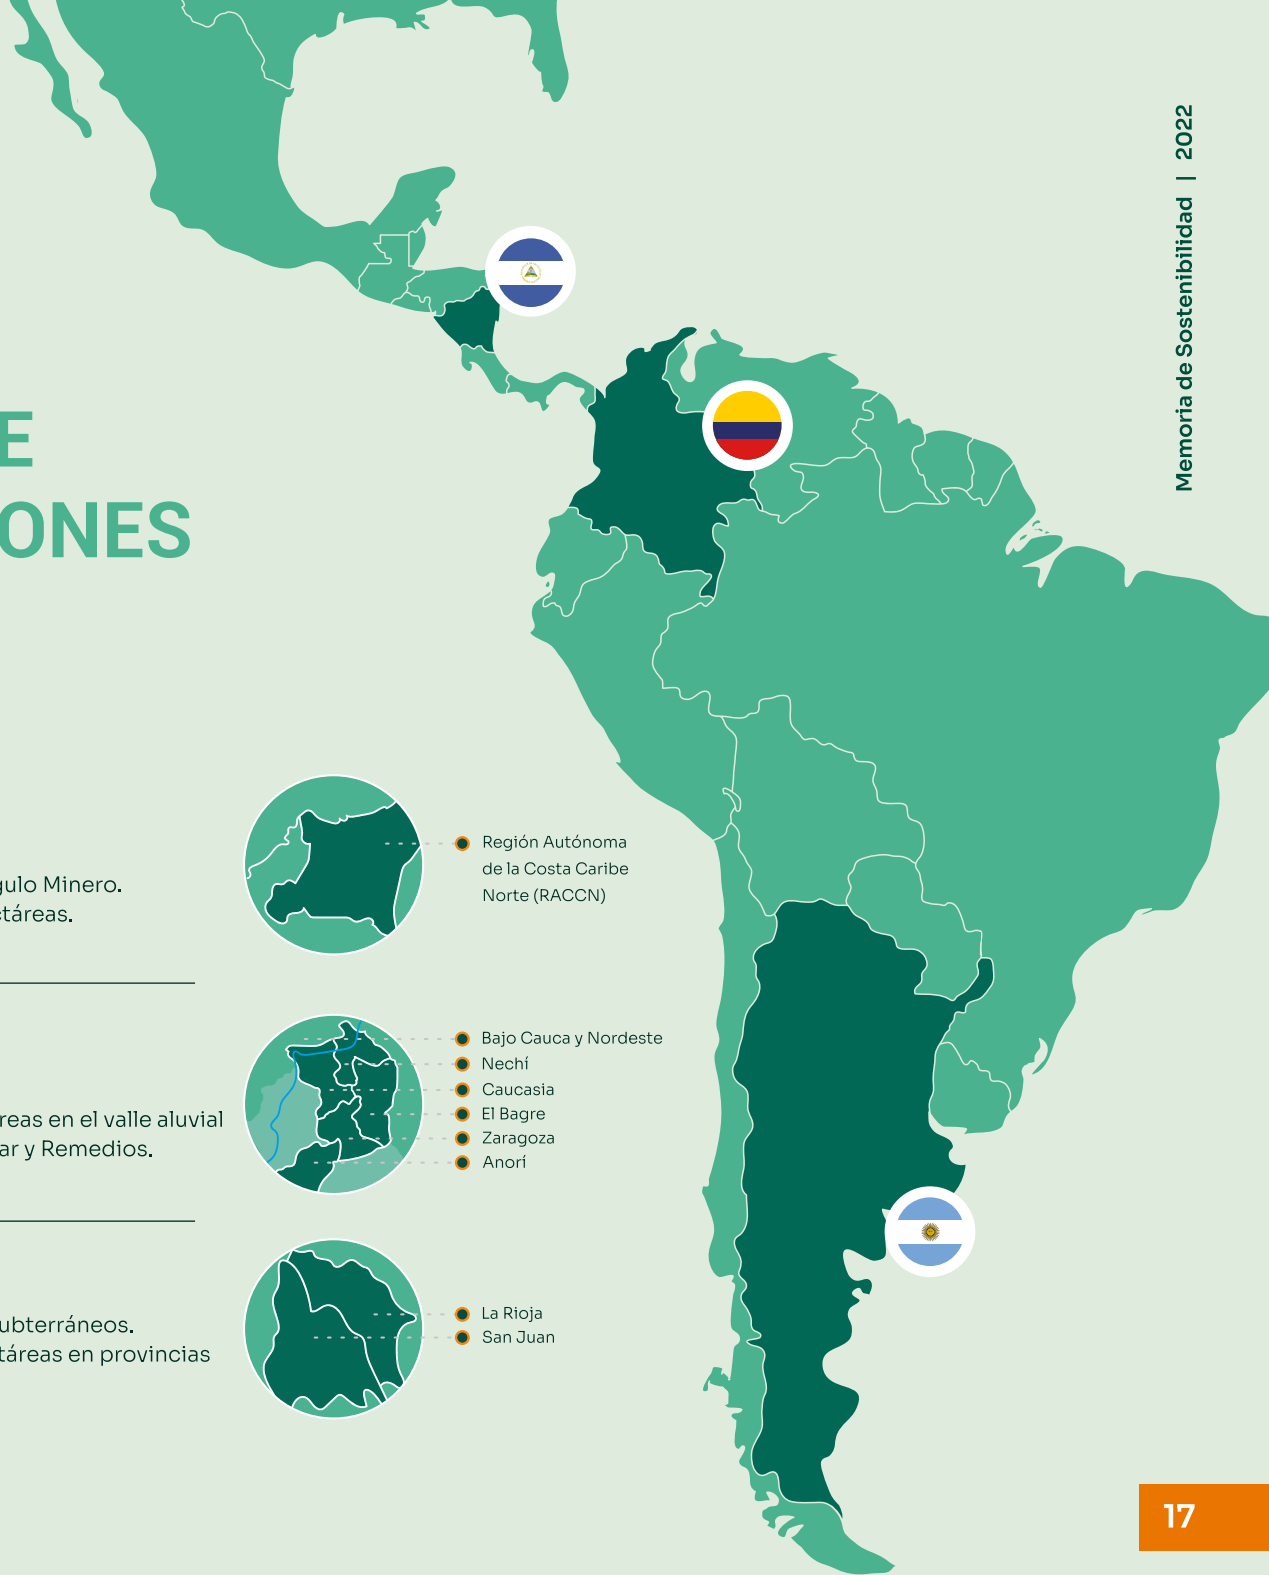 Memoria de Sostenibilidad | 2022
E
ONES
gulo Minero.
ctáreas.
Región Autónoma
de la Costa Caribe
Norte (RACCN)
reas en el valle aluvial
ar y Remedios.
Bajo Cauca y Nordeste
Nechí
Caucasia
El Bagre
Zaragoza
Anorí
ubterráneos.
táreas en provincias
La Rioja
San Juan
17